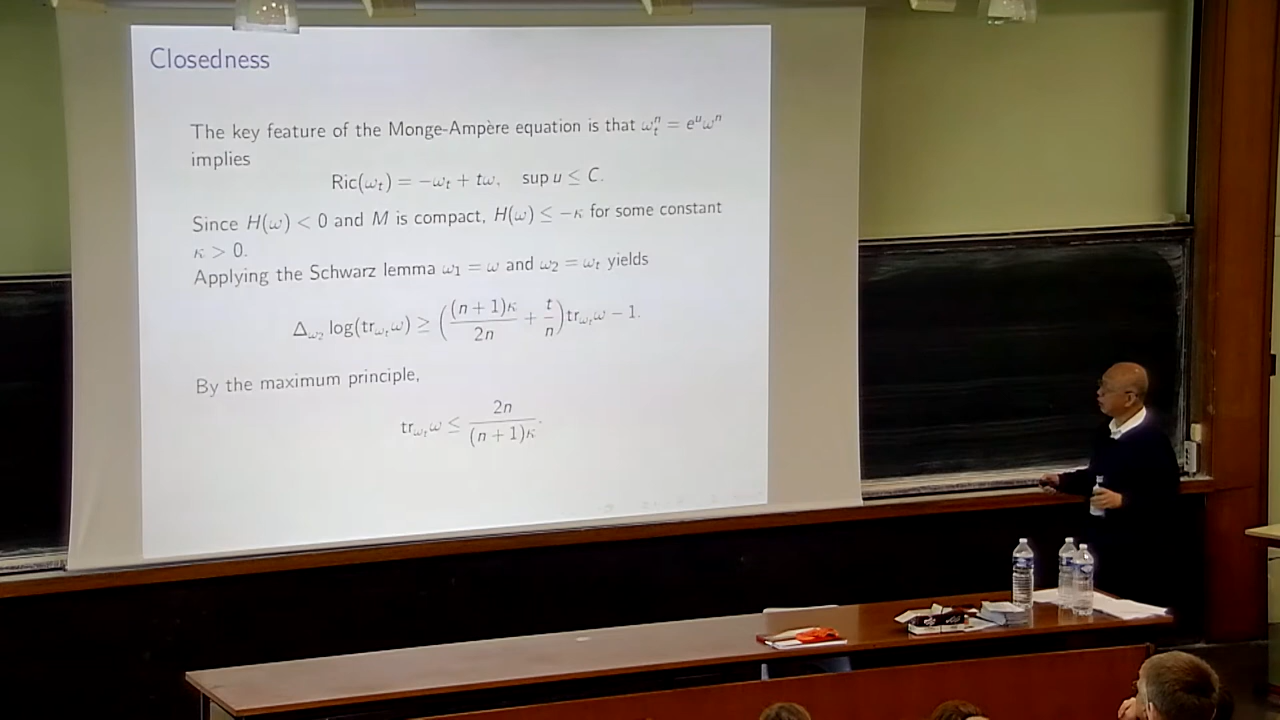 Closedness
The key feature of the Monge-Ampère equation is that ω_t^n = e^u ω^n
implies
Ric(ω_t) = −ω_t + tω, sup u ≤ C.
Since H(ω) < 0 and M is compact, H(ω) ≤ −κ for some constant
κ > 0.
Applying the Schwarz lemma ω_1 = ω and ω_2 = ω_t yields
Δ_{ω_2} log(tr_{ω_t} ω) ≥ ( (n + 1)κ / 2n + t / n ) tr_{ω_t} ω − 1.
By the maximum principle,
tr_{ω_t} ω ≤ 2n / (n + 1)κ .